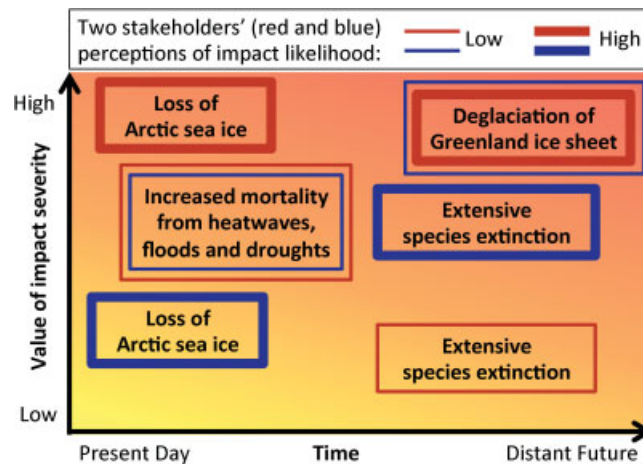 Two stakeholders' (red and blue)
perceptions of impact likelihood:
Low
High
High
Value of impact severity
Low
Loss of
Arctic sea ice
Deglaciation of
Greenland ice sheet
Increased mortality
from heatwaves,
floods and droughts
Extensive
species extinction
Loss of
Arctic sea ice
Extensive
species extinction
Present Day
Time
Distant Future